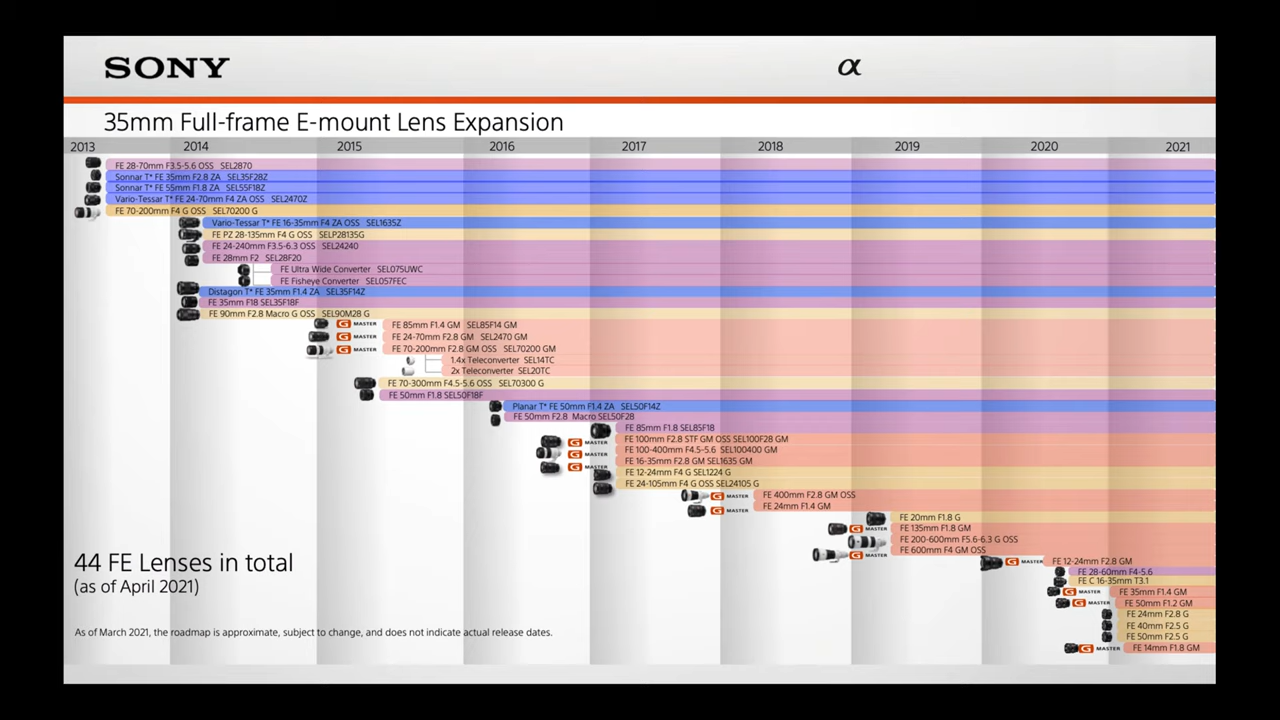 SONY
α
35mm Full-frame E-mount Lens Expansion
2013 2014 2015 2016 2017 2018 2019 2020 2021
FE 28-70mm F3.5-5.6 OSS SEL2870
Sonnar T* FE 35mm F2.8 ZA SEL35F28Z
Sonnar T* FE 55mm F1.8 ZA SEL55F18Z
Vario-Tessar T* FE 24-70mm F4 ZA OSS SEL2470Z
FE 70-200mm F4 G OSS SEL70200 G
Vario-Tessar T* FE 16-35mm F4 ZA OSS SEL1635Z
FE PZ 28-135mm F4 G OSS SELP28135G
FE 24-240mm F3.5-6.3 OSS SEL24240
FE 28mm F2 SEL28F20
FE Ultra Wide Converter SEL075UWC
FE Fisheye Converter SEL057FEC
Distagon T* FE 35mm F1.4 ZA SEL35F14Z
FE 35mm F18 SEL35F18F
FE 90mm F2.8 Macro G OSS SEL90M28 G
G MASTER FE 85mm F1.4 GM SEL85F14 GM
G MASTER FE 24-70mm F2.8 GM SEL2470 GM
G MASTER FE 70-200mm F2.8 GM OSS SEL70200 GM
1.4x Teleconverter SEL14TC
2x Teleconverter SEL20TC
FE 70-300mm F4.5-5.6 OSS SEL70300 G
FE 50mm F1.8 SEL50F18F
Planar T* FE 50mm F1.4 ZA SEL50F14Z
FE 50mm F2.8 Macro SEL50F28
FE 85mm F1.8 SEL85F18
G MASTER FE 100mm F2.8 STF GM OSS SEL100F28 GM
G MASTER FE 100-400mm F4.5-5.6 SEL100400 GM
G MASTER FE 16-35mm F2.8 GM SEL1635 GM
FE 12-24mm F4 G SEL1224 G
FE 24-105mm F4 G OSS SEL24105 G
G MASTER FE 400mm F2.8 GM OSS
G MASTER FE 24mm F1.4 GM
FE 20mm F1.8 G
G MASTER FE 135mm F1.8 GM
FE 200-600mm F5.6-6.3 G OSS
G MASTER FE 600mm F4 GM OSS
G MASTER FE 12-24mm F2.8 GM
FE 28-60mm F4-5.6
FE C 16-35mm T3.1
G MASTER FE 35mm F1.4 GM
G MASTER FE 50mm F1.2 GM
FE 24mm F2.8 G
FE 40mm F2.5 G
FE 50mm F2.5 G
G MASTER FE 14mm F1.8 GM
44 FE Lenses in total
(as of April 2021)
As of March 2021, the roadmap is approximate, subject to change, and does not indicate actual release dates.